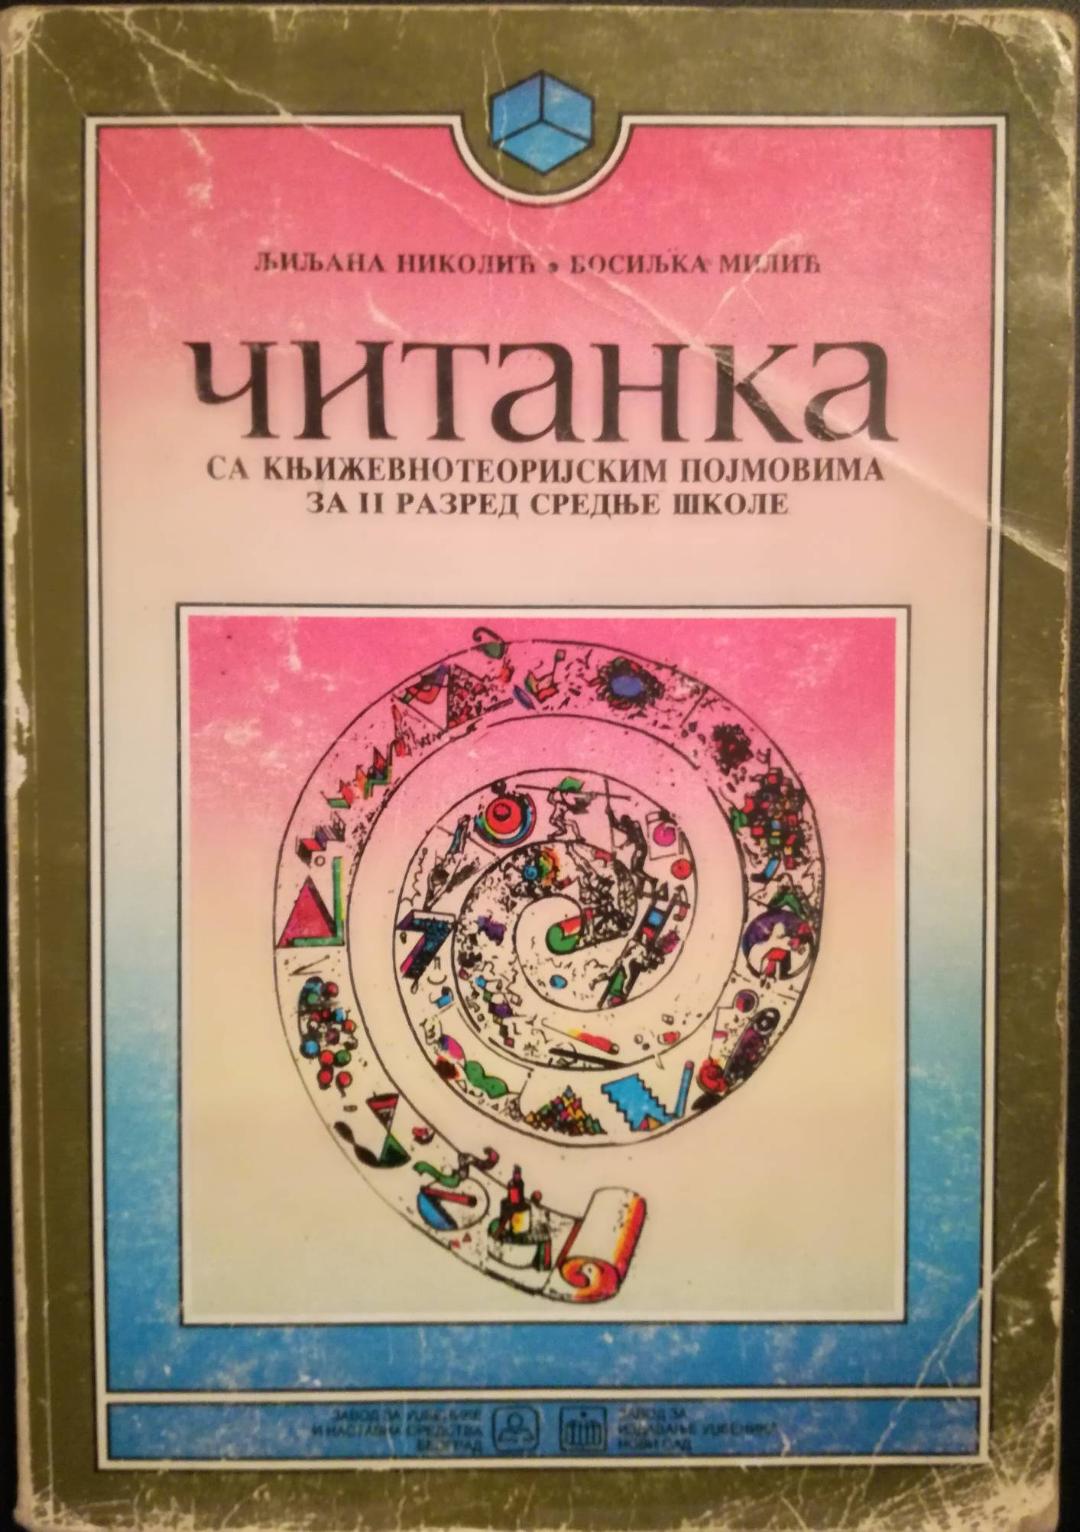 ЉИЉАНА НИКОЛИЋ • БОСИЉКА МИЛИЋ
ЧИТАНКА
СА КЊИЖЕВНОТЕОРИЈСКИМ ПОЈМОВИМА
ЗА II РАЗРЕД СРЕДЊЕ ШКОЛЕ
ЗАВОД ЗА УЏБЕНИКЕ
И НАСТАВНА СРЕДСТВА
БЕОГРАД
ЗАВОД ЗА
ИЗДАВАЊЕ УЏБЕНИКА
НОВИ САД